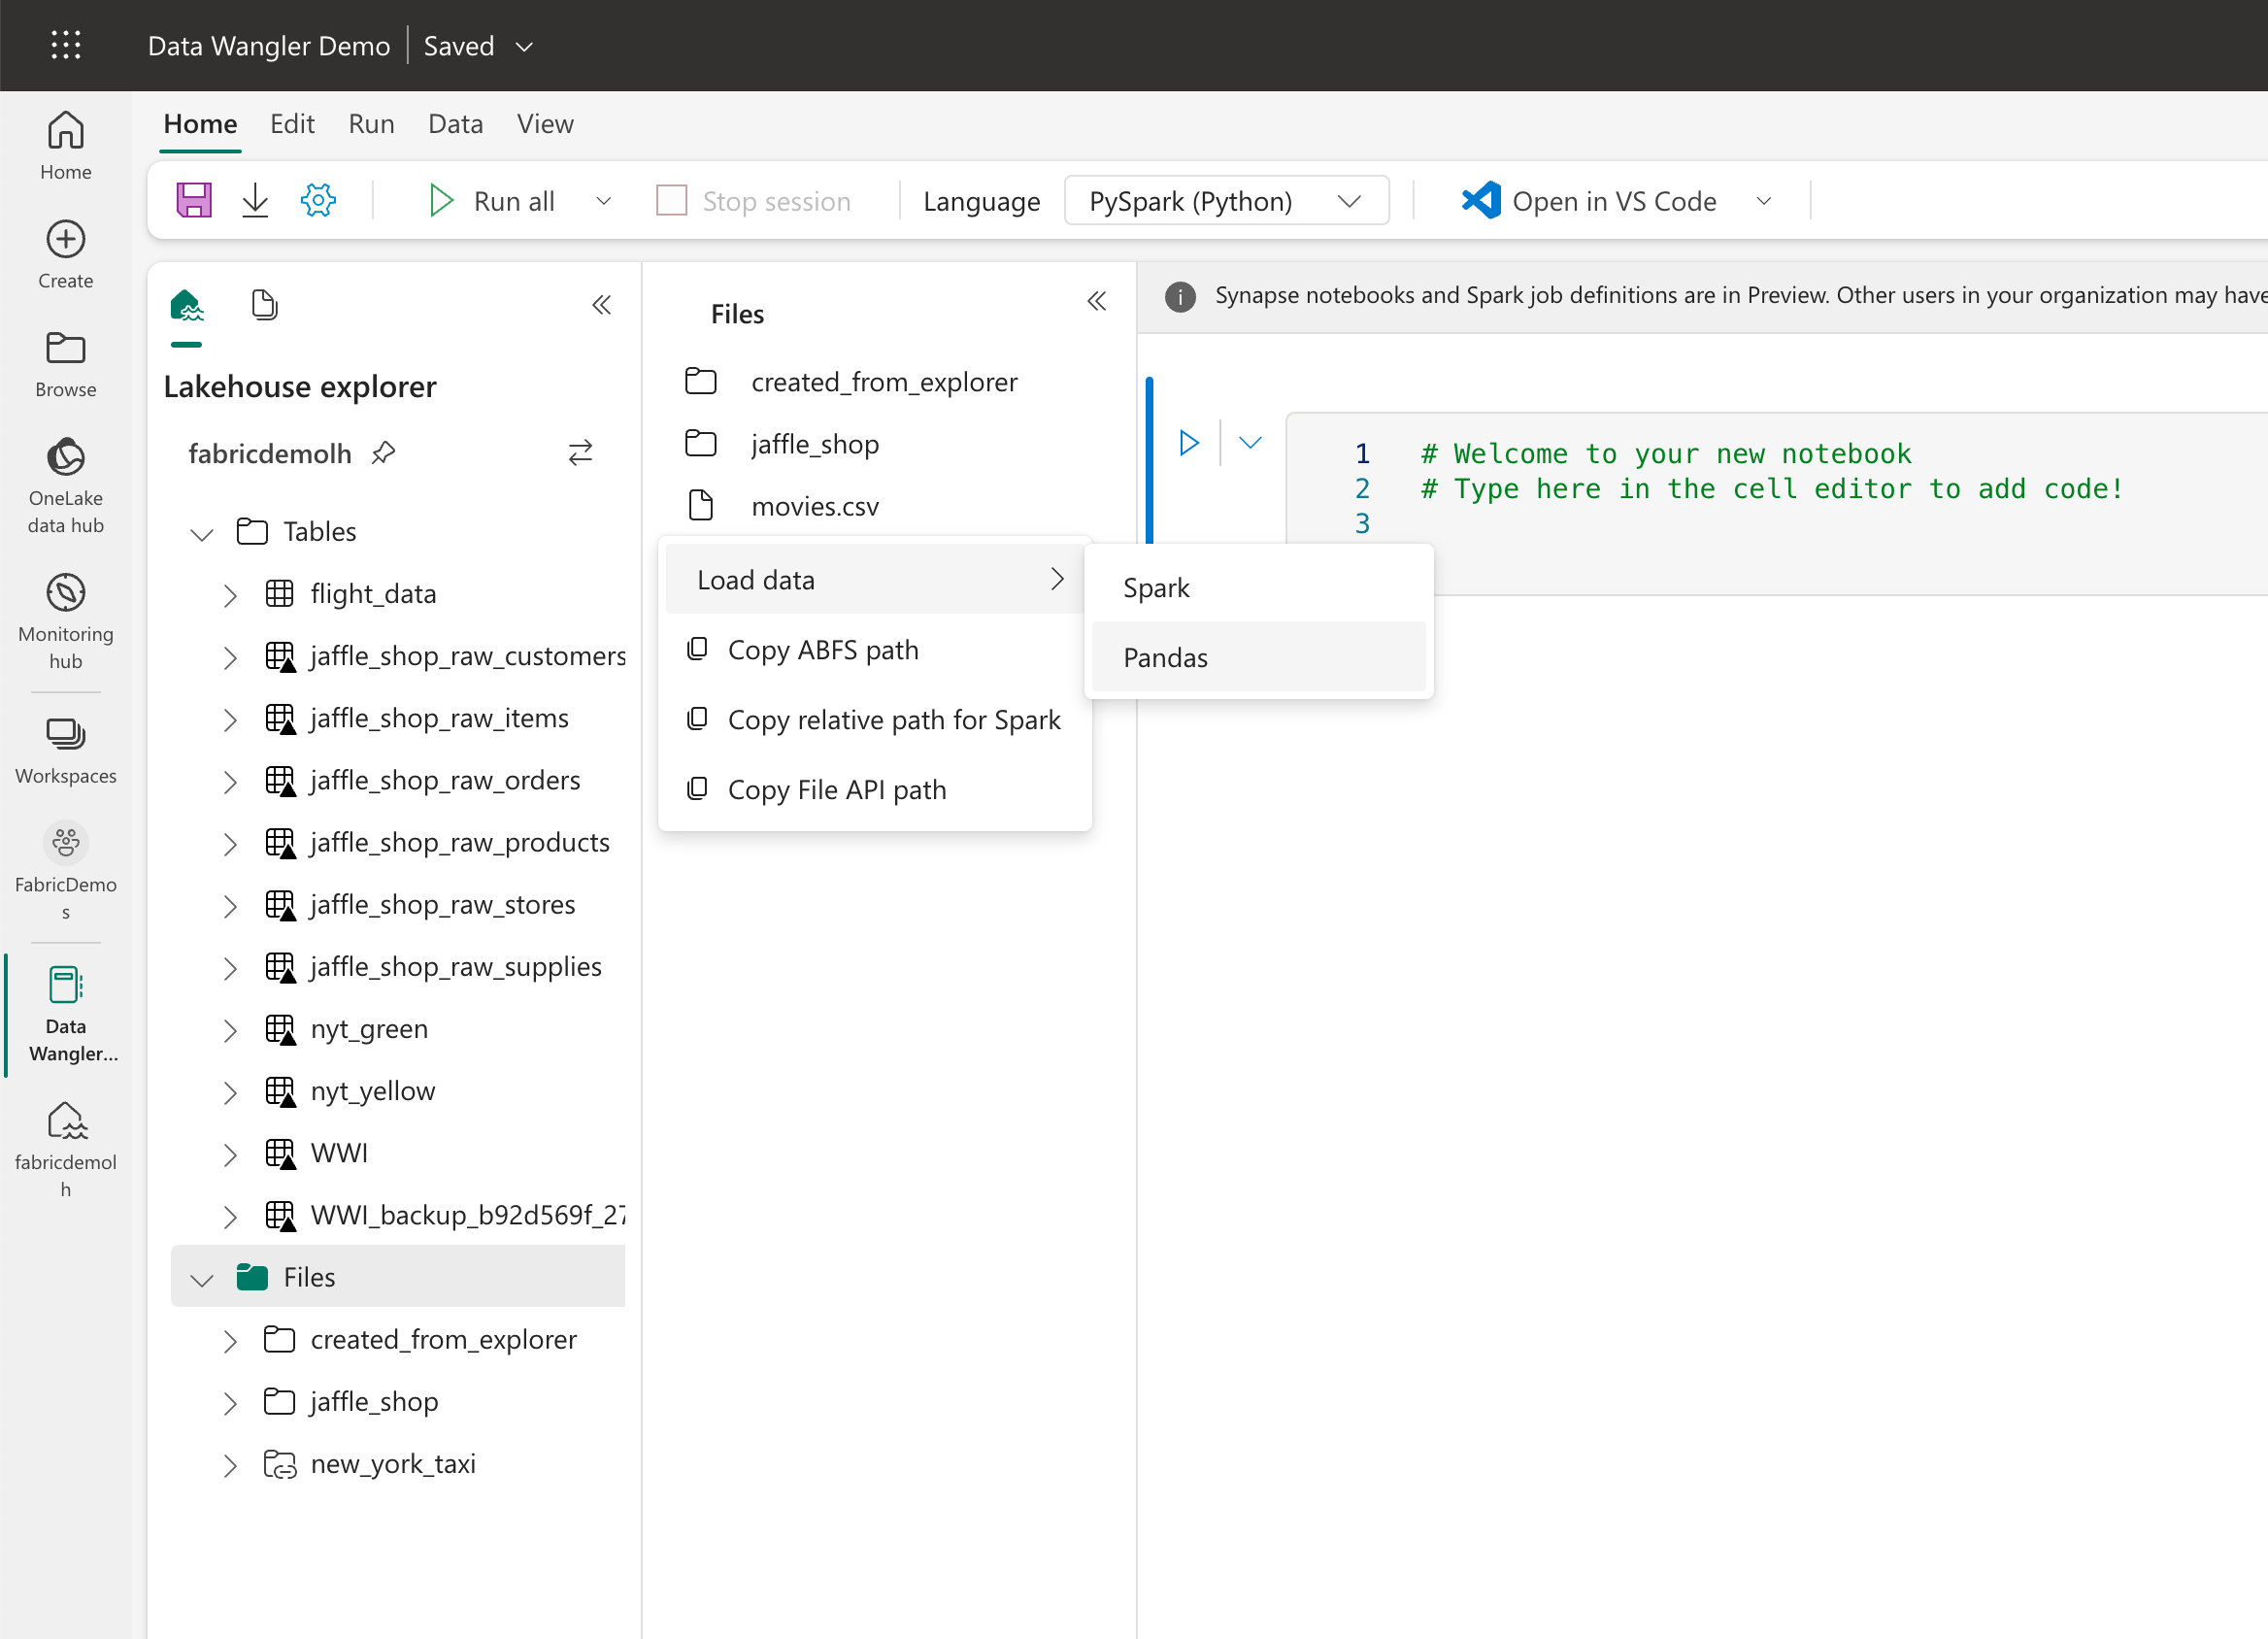 Data Wangler Demo Saved
Home Edit Run Data View
Run all Stop session Language PySpark (Python) Open in VS Code
Home
Create
Browse
OneLake
data hub
Monitoring
hub
Workspaces
FabricDemo
s
Data
Wangler...
fabricdemol
h
Lakehouse explorer
fabricdemolh
Tables
flight_data
jaffle_shop_raw_customers
jaffle_shop_raw_items
jaffle_shop_raw_orders
jaffle_shop_raw_products
jaffle_shop_raw_stores
jaffle_shop_raw_supplies
nyt_green
nyt_yellow
WWI
WWI_backup_b92d569f_27
Files
created_from_explorer
jaffle_shop
new_york_taxi
Files
created_from_explorer
jaffle_shop
movies.csv
Load data
Copy ABFS path
Copy relative path for Spark
Copy File API path
Spark
Pandas
Synapse notebooks and Spark job definitions are in Preview. Other users in your organization may have
1 # Welcome to your new notebook
2 # Type here in the cell editor to add code!
3